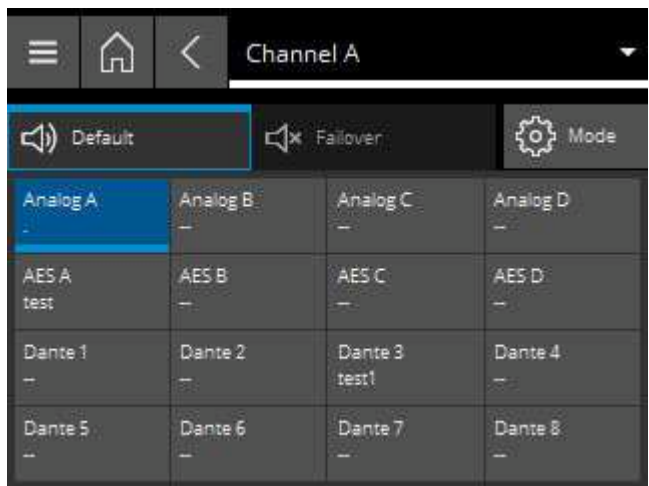 Channel A
Default
Failover
Mode
Analog A
-
Analog B
--
Analog C
--
Analog D
--
AES A
test
AES B
--
AES C
--
AES D
--
Dante 1
--
Dante 2
--
Dante 3
test1
Dante 4
--
Dante 5
--
Dante 6
--
Dante 7
--
Dante 8
--